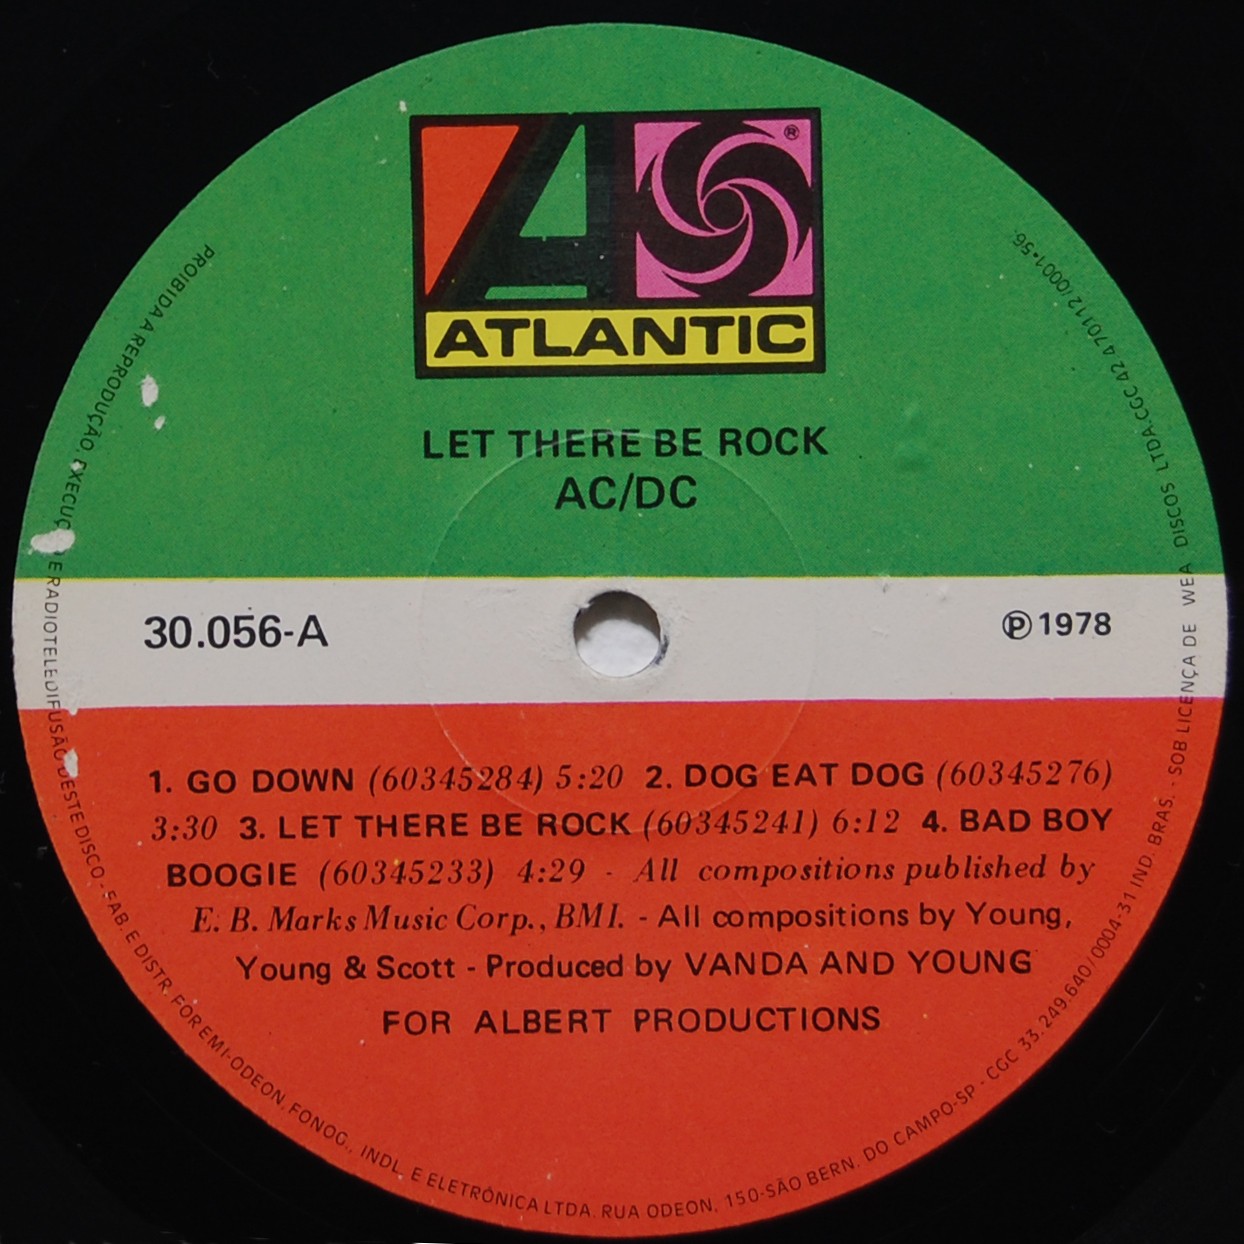 ®
ATLANTIC
LET THERE BE ROCK
AC/DC
30.056-A
℗ 1978
1. GO DOWN (60345284) 5:20 2. DOG EAT DOG (60345276)
3:30 3. LET THERE BE ROCK (60345241) 6:12 4. BAD BOY
BOOGIE (60345233) 4:29 - All compositions published by
E. B. Marks Music Corp., BMI. - All compositions by Young,
Young & Scott - Produced by VANDA AND YOUNG
FOR ALBERT PRODUCTIONS
PROIBIDA A REPRODUÇÃO, E RADIOTELEDIFUSÃO DESTE DISCO - FAB. E DISTR. POR EMI-ODEON, FONOG., INDL. E ELETRÔNICA LTDA. RUA ODEON, 150-SÃO BERN. DO CAMPO-SP - CGC 33.249.640/0004-31 IND. BRAS. - SOB LICENÇA DE WEA DISCOS LTDA.CGC 42 470112/0001-56.